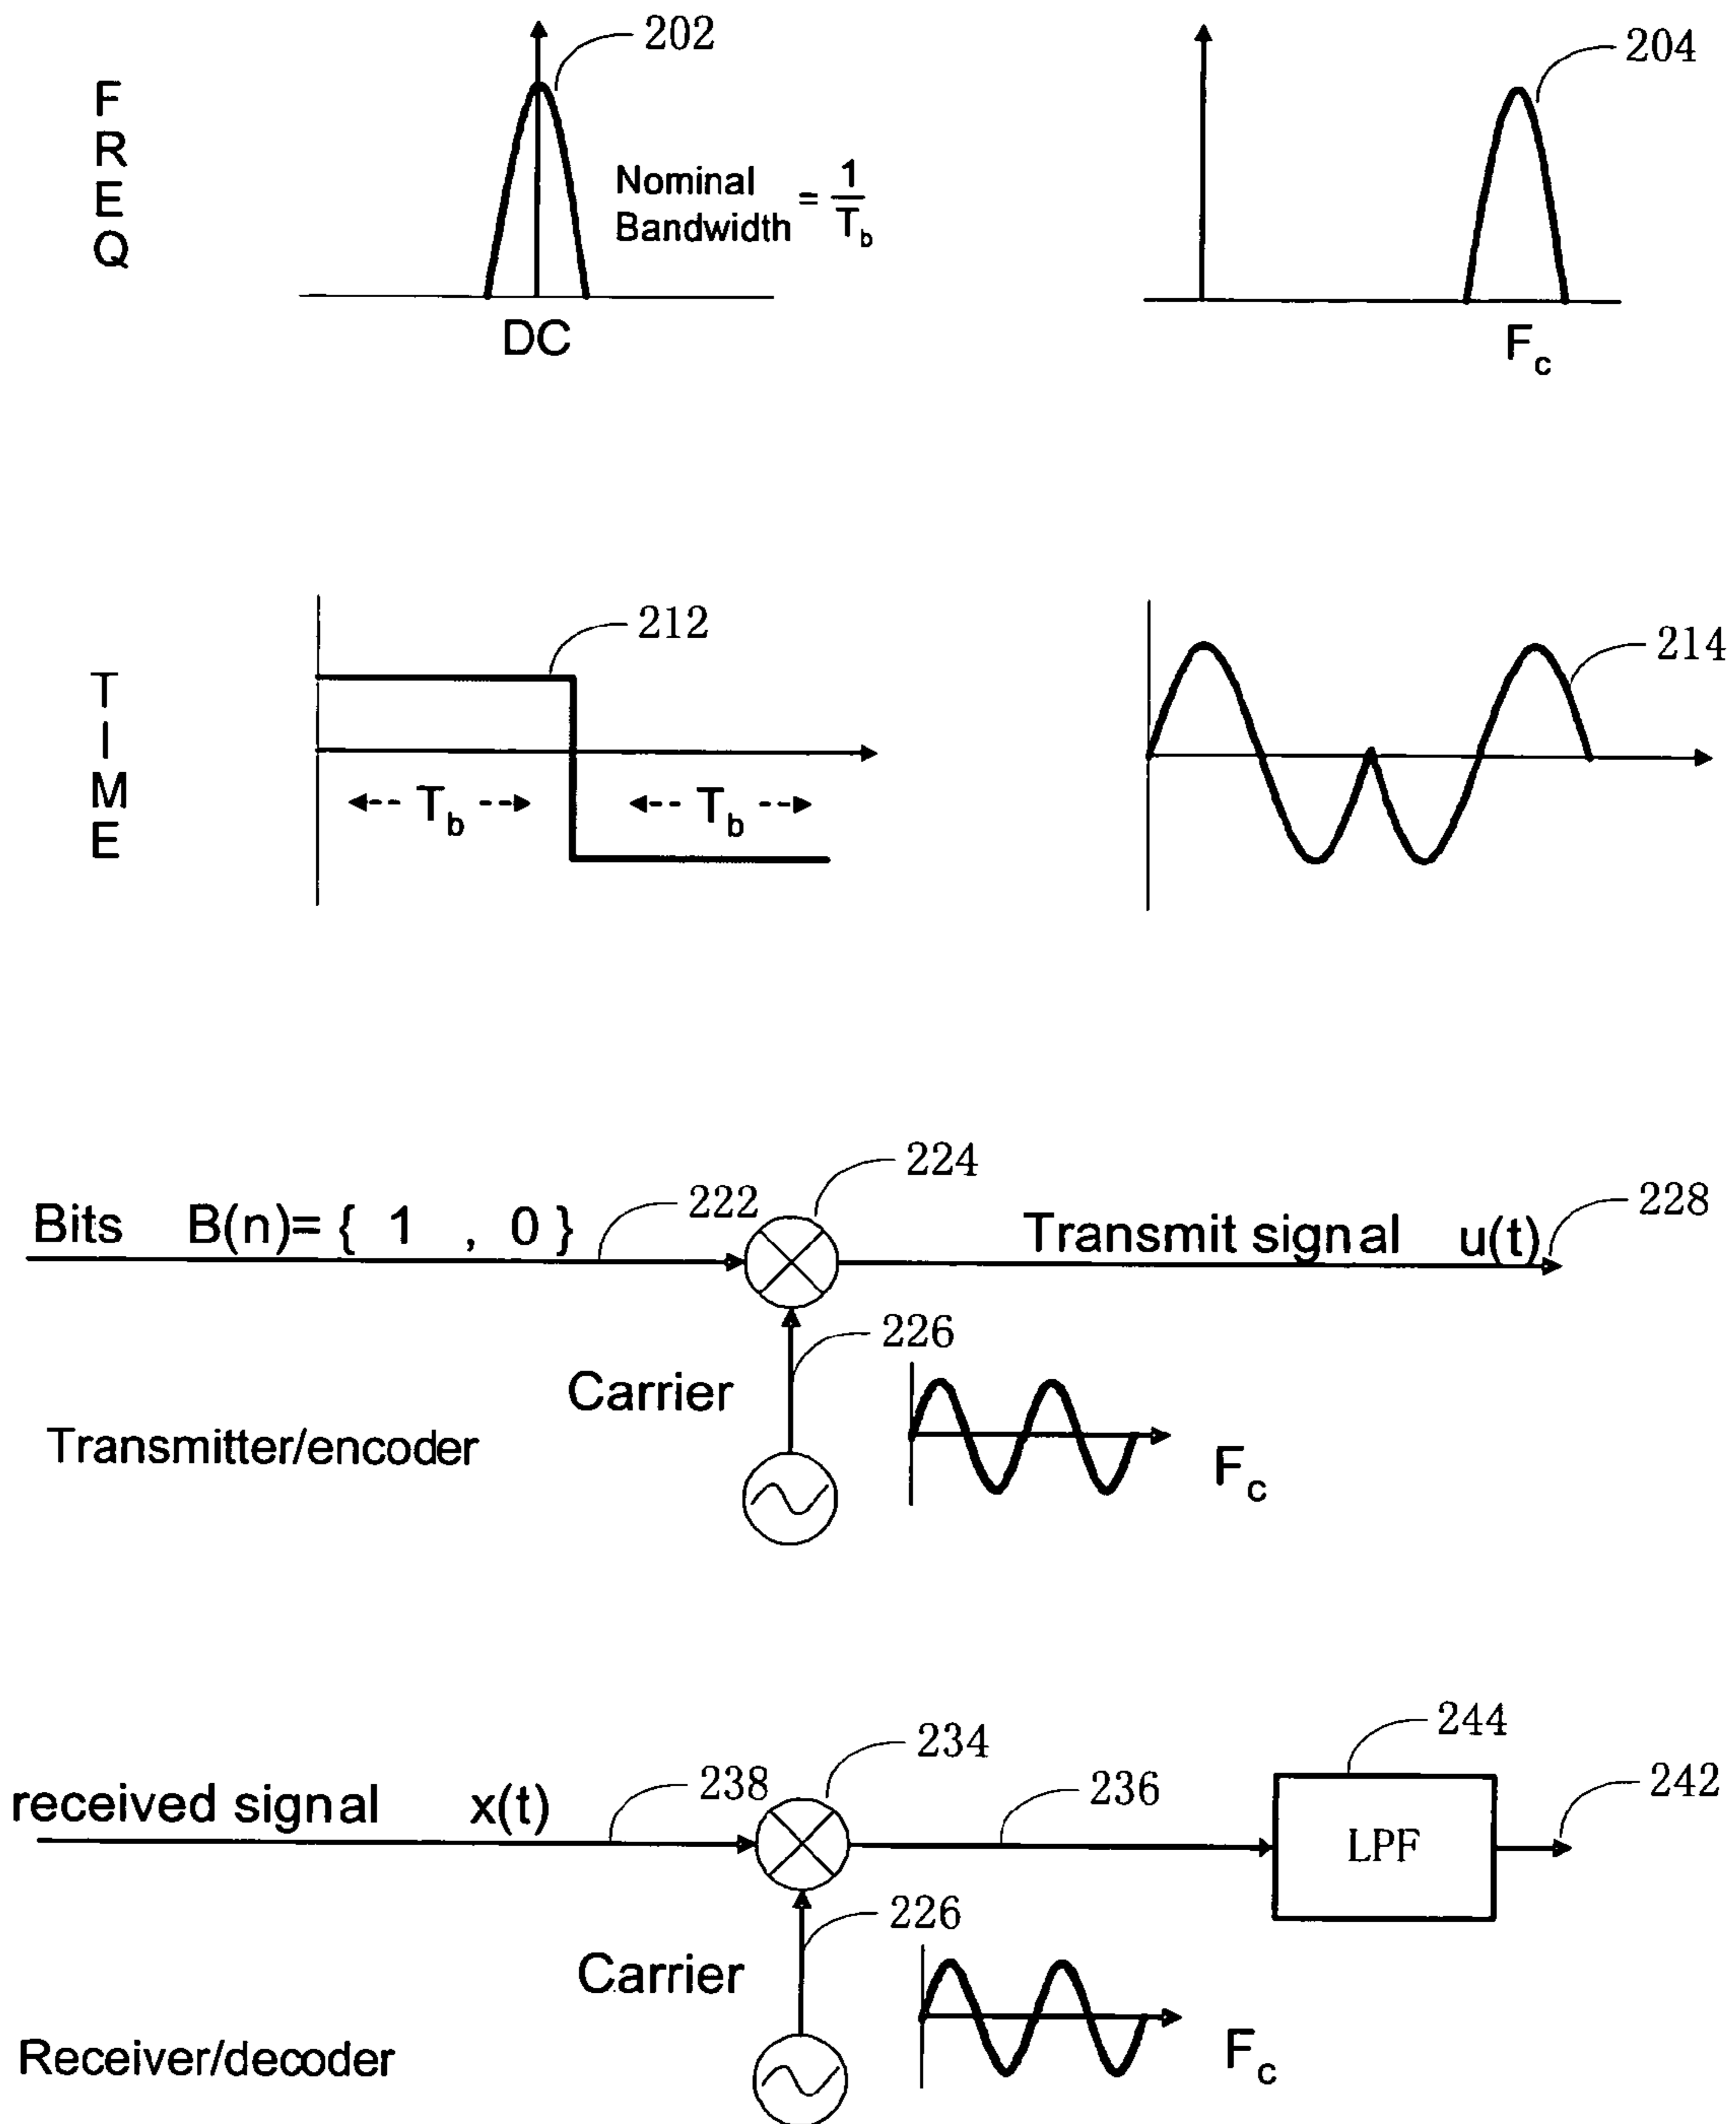 202
204
FREQ
Nominal Bandwidth = 1/T_b
DC
F_c
212
214
TIME
T_b
T_b
224
222
228
Bits B(n)= { 1 , 0 }
Transmit signal u(t)
226
Carrier
Transmitter/encoder
F_c
244
234
242
238
236
received signal x(t)
LPF
226
Carrier
Receiver/decoder
F_c